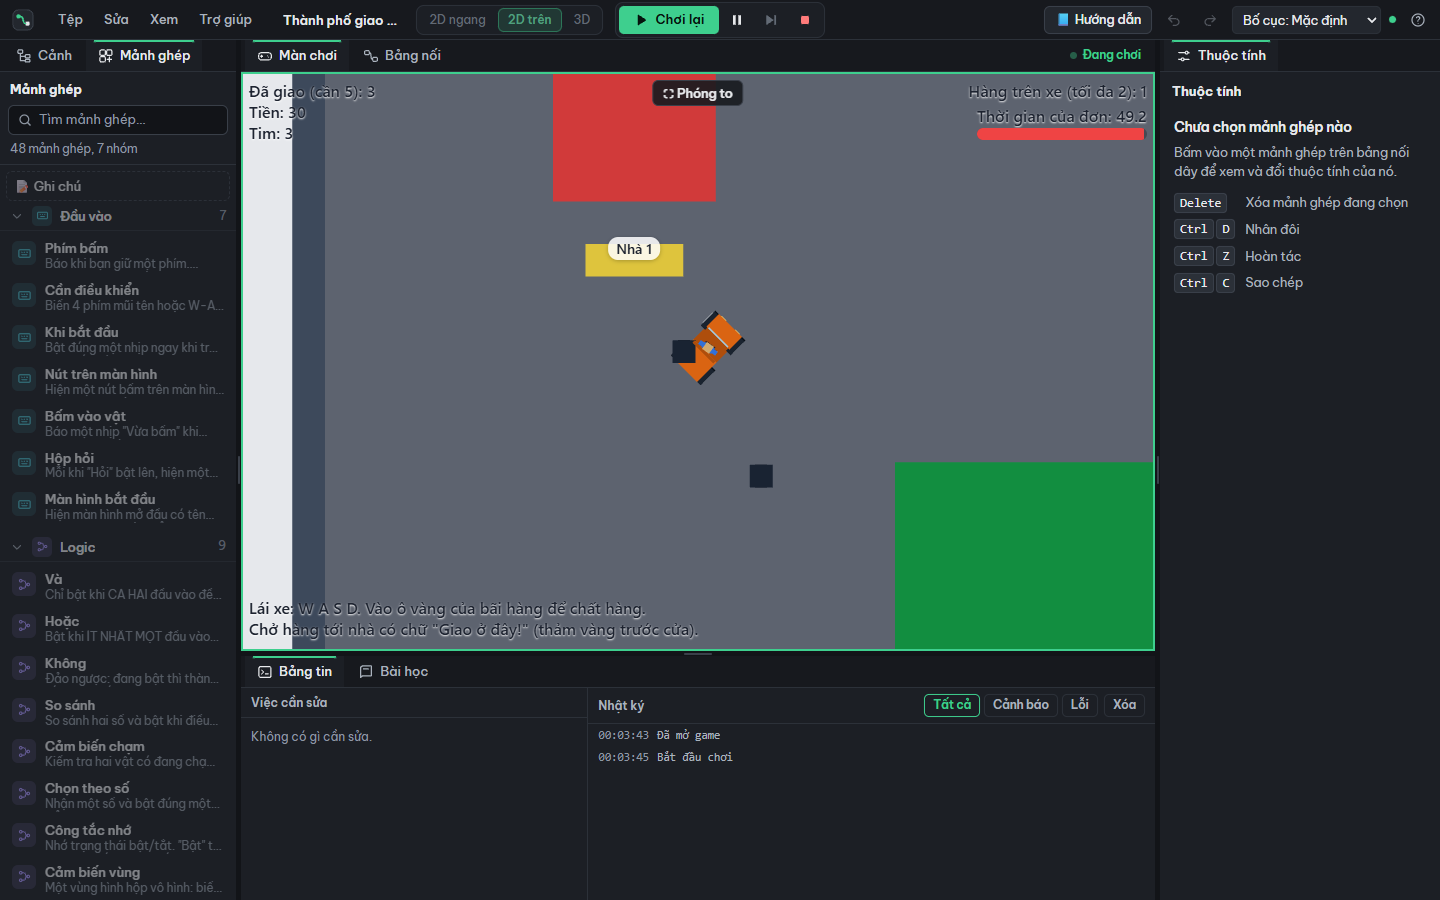 Tệp Sửa Xem Trợ giúp Thành phố giao ... 2D ngang 2D trên 3D Chơi lại Hướng dẫn Bố cục: Mặc định
Cảnh Mảnh ghép
Màn chơi Bảng nối Đang chơi
Thuộc tính
Mảnh ghép
Tìm mảnh ghép...
48 mảnh ghép, 7 nhóm
Ghi chú
Đầu vào 7
Phím bấm
Báo khi bạn giữ một phím....
Cần điều khiển
Biến 4 phím mũi tên hoặc W-A...
Khi bắt đầu
Bật đúng một nhịp ngay khi tr...
Nút trên màn hình
Hiện một nút bấm trên màn hìn...
Bấm vào vật
Báo một nhịp "Vừa bấm" khi...
Hộp hỏi
Mỗi khi "Hỏi" bật lên, hiện một...
Màn hình bắt đầu
Hiện màn hình mở đầu có tên...
Logic 9
Và
Chỉ bật khi CẢ HAI đầu vào đề...
Hoặc
Bật khi ÍT NHẤT MỘT đầu vào...
Không
Đảo ngược: đang bật thì thàn...
So sánh
So sánh hai số và bật khi điều...
Cảm biến chạm
Kiểm tra hai vật có đang chạ...
Chọn theo số
Nhận một số và bật đúng một...
Công tắc nhớ
Nhớ trạng thái bật/tắt. "Bật" t...
Cảm biến vùng
Một vùng hình hộp vô hình: biế...
Đã giao (cần 5): 3
Tiền: 30
Tim: 3
Phóng to
Hàng trên xe (tối đa 2): 1
Thời gian của đơn: 49.2
Nhà 1
Lái xe: W A S D. Vào ô vàng của bãi hàng để chất hàng.
Chở hàng tới nhà có chữ "Giao ở đây!" (thảm vàng trước cửa).
Bảng tin Bài học
Việc cần sửa
Không có gì cần sửa.
Nhật ký Tất cả Cảnh báo Lỗi Xóa
00:03:43 Đã mở game
00:03:45 Bắt đầu chơi
Thuộc tính
Chưa chọn mảnh ghép nào
Bấm vào một mảnh ghép trên bảng nối
dây để xem và đổi thuộc tính của nó.
Delete Xóa mảnh ghép đang chọn
Ctrl D Nhân đôi
Ctrl Z Hoàn tác
Ctrl C Sao chép